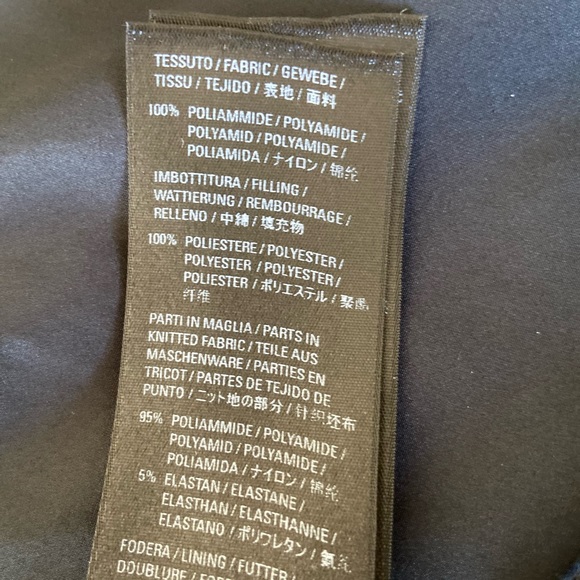 TESSUTO / FABRIC / GEWEBE /
TISSU / TEJIDO / 表地 / 面料
100% POLIAMMIDE / POLYAMIDE /
POLYAMID / POLYAMIDE /
POLIAMIDA / ナイロン / 锦纶
IMBOTTITURA / FILLING /
WATTIERUNG / REMBOURRAGE /
RELLENO / 中綿 / 填充物
100% POLIESTERE / POLYESTER /
POLYESTER / POLYESTER /
POLIESTER / ポリエステル / 聚酯
纤维
PARTI IN MAGLIA / PARTS IN
KNITTED FABRIC / TEILE AUS
MASCHENWARE / PARTIES EN
TRICOT / PARTES DE TEJIDO DE
PUNTO / ニット地の部分 / 针织坯布
95% POLIAMMIDE / POLYAMIDE /
POLYAMID / POLYAMIDE /
POLIAMIDA / ナイロン / 锦纶
5% ELASTAN / ELASTANE /
ELASTHAN / ELASTHANNE /
ELASTANO / ポリウレタン / 氨纶
FODERA / LINING / FUTTER /
DOUBLURE /